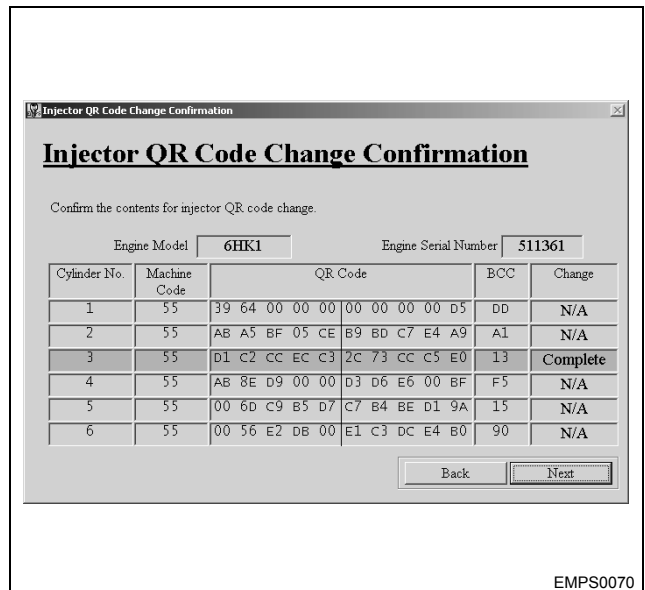 Injector QR Code Change Confirmation
Injector QR Code Change Confirmation
Confirm the contents for injector QR code change.
Engine Model 6HK1 Engine Serial Number 511361
Cylinder No. Machine Code QR Code BCC Change
1 55 39 64 00 00 00 00 00 00 00 D5 DD N/A
2 55 AB A5 BF 05 CE B9 BD C7 E4 A9 A1 N/A
3 55 D1 C2 CC EC C3 2C 73 CC C5 E0 13 Complete
4 55 AB 8E D9 00 00 D3 D6 E6 00 BF F5 N/A
5 55 00 6D C9 B5 D7 C7 B4 BE D1 9A 15 N/A
6 55 00 56 E2 DB 00 E1 C3 DC E4 B0 90 N/A
Back Next
EMPS0070